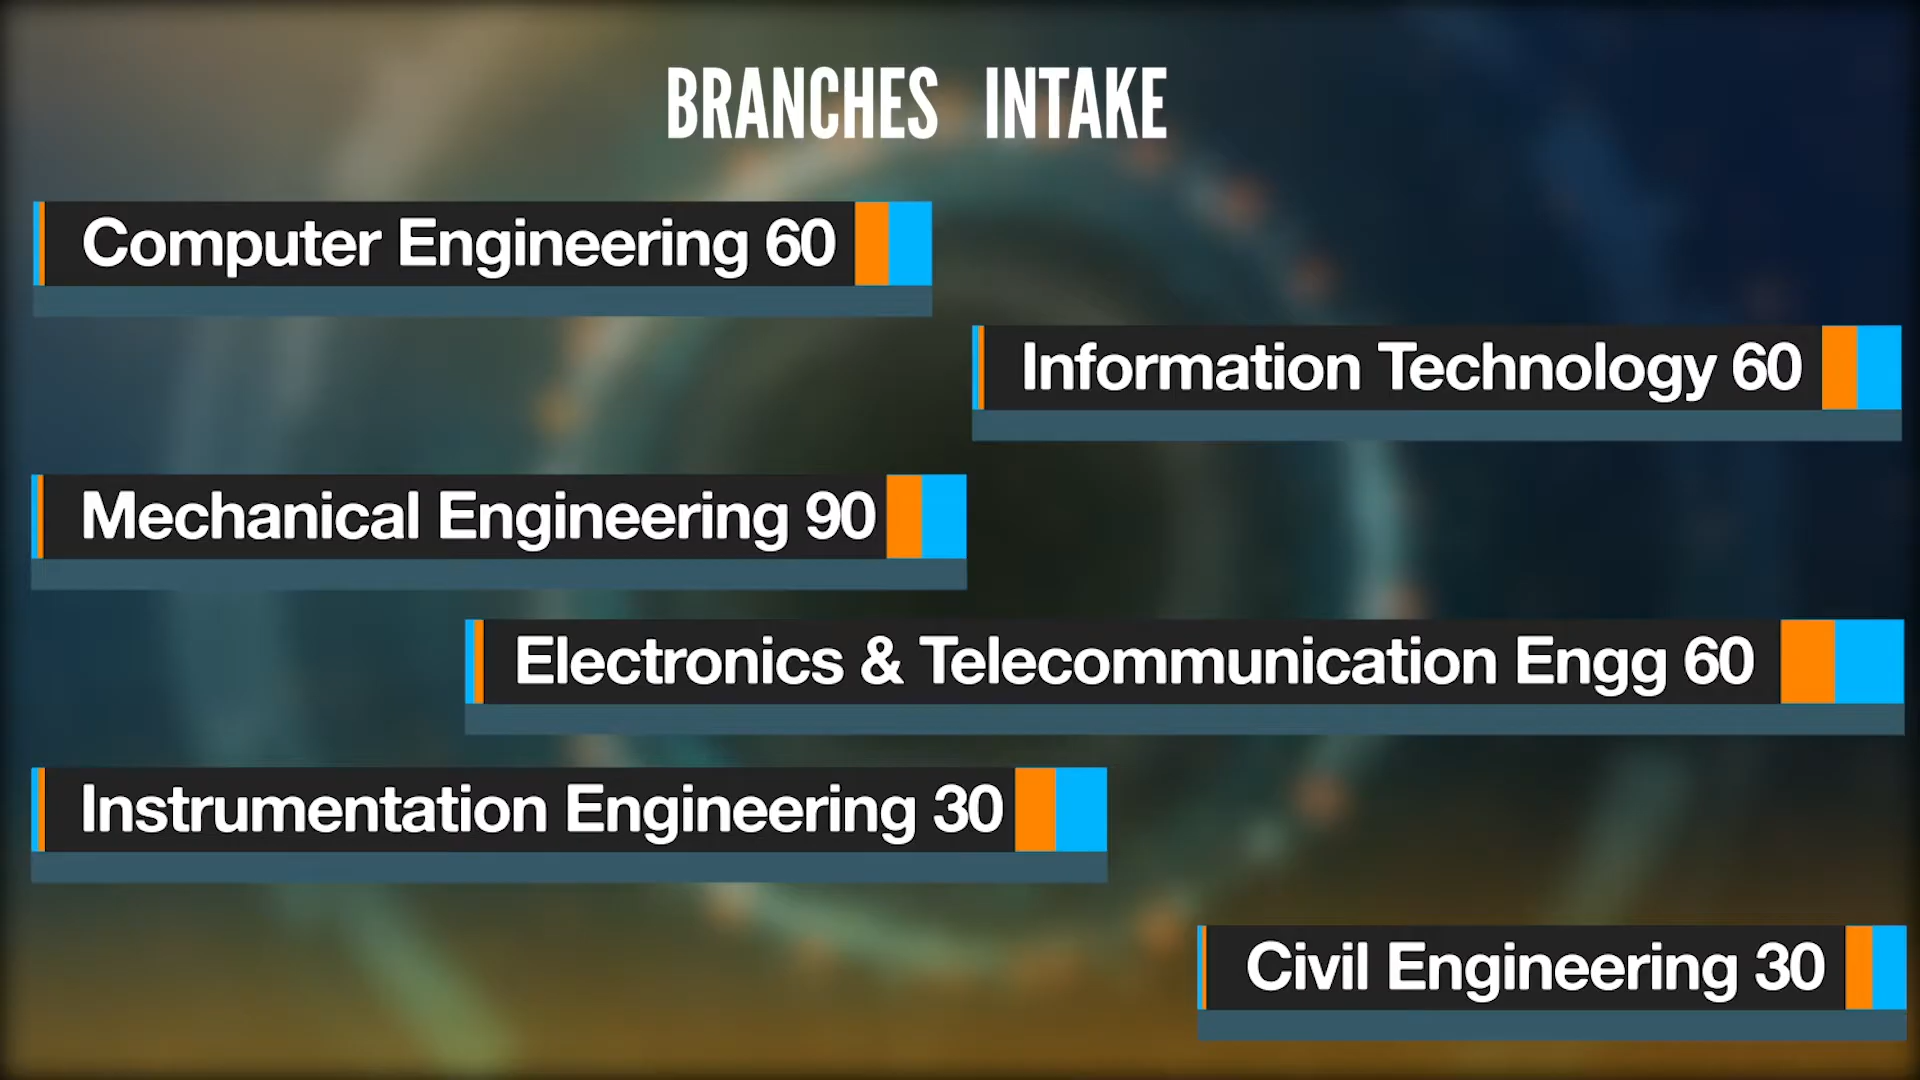 BRANCHES INTAKE
Computer Engineering 60
Information Technology 60
Mechanical Engineering 90
Electronics & Telecommunication Engg 60
Instrumentation Engineering 30
Civil Engineering 30